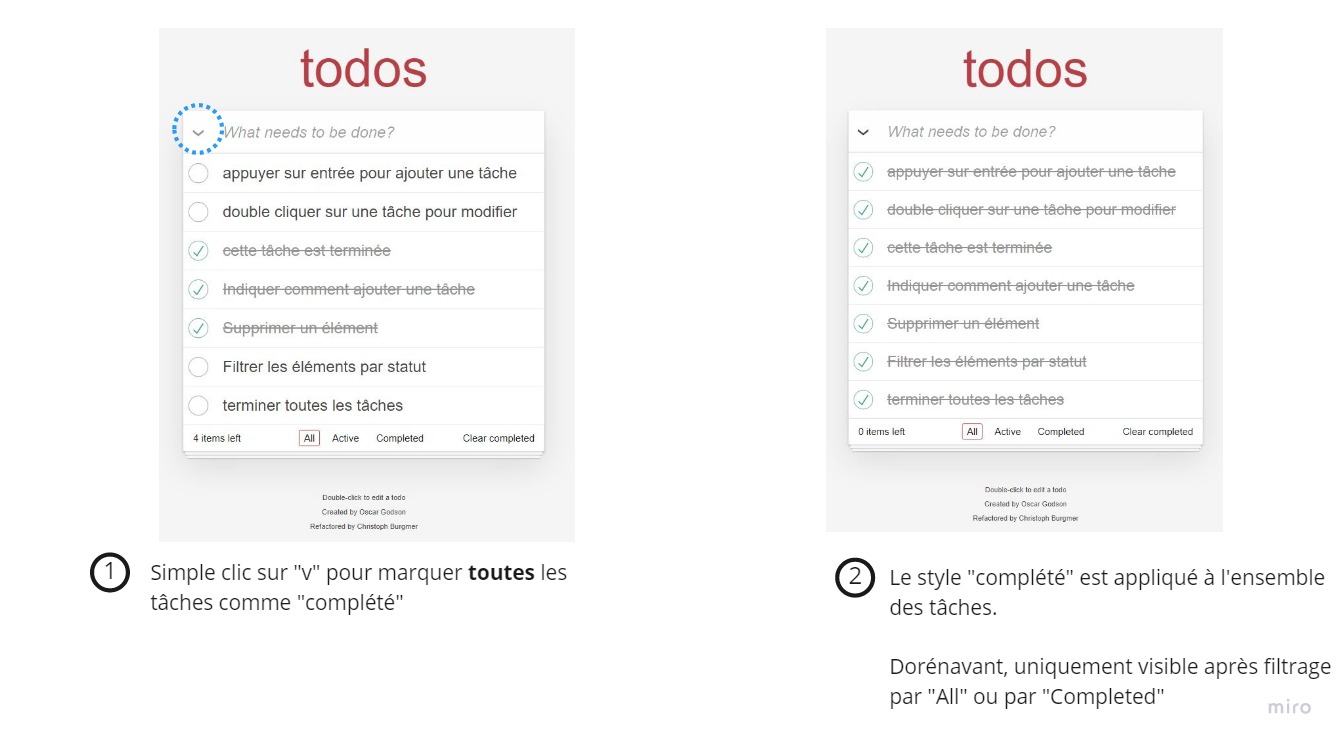 todos
What needs to be done?
appuyer sur entrée pour ajouter une tâche
double cliquer sur une tâche pour modifier
cette tâche est terminée
Indiquer comment ajouter une tâche
Supprimer un élément
Filtrer les éléments par statut
terminer toutes les tâches
4 items left All Active Completed Clear completed
Double-click to edit a todo
Created by Oscar Godson
Refactored by Christoph Burgmer
1 Simple clic sur "v" pour marquer toutes les
tâches comme "complété"
todos
What needs to be done?
appuyer sur entrée pour ajouter une tâche
double cliquer sur une tâche pour modifier
cette tâche est terminée
Indiquer comment ajouter une tâche
Supprimer un élément
Filtrer les éléments par statut
terminer toutes les tâches
0 items left All Active Completed Clear completed
Double-click to edit a todo
Created by Oscar Godson
Refactored by Christoph Burgmer
2 Le style "complété" est appliqué à l'ensemble
des tâches.
Dorénavant, uniquement visible après filtrage
par "All" ou par "Completed"
miro